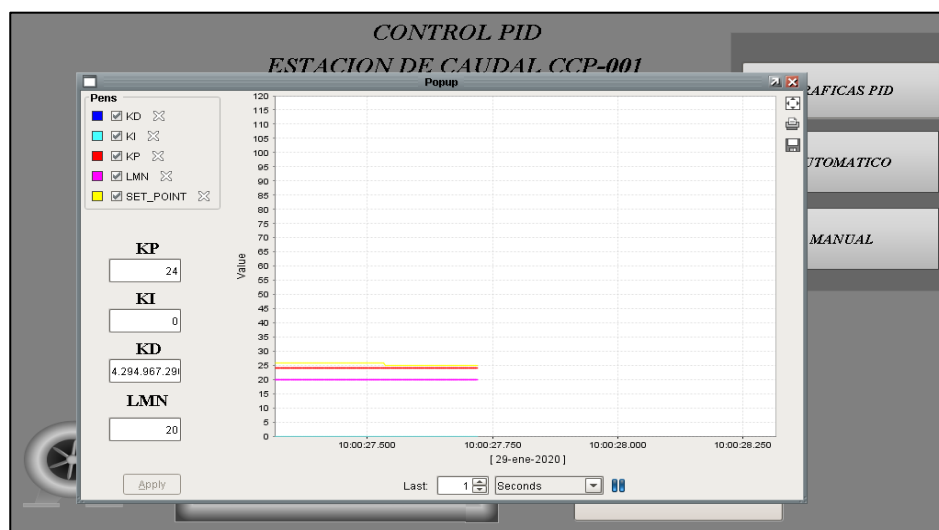 CONTROL PID
ESTACION DE CAUDAL CCP-001
Popup
Pens
KD
KI
KP
LMN
SET_POINT
KP
24
KI
0
KD
4.294.967.29
LMN
20
Apply
Value
120
115
110
105
100
95
90
85
80
75
70
65
60
55
50
45
40
35
30
25
20
15
10
5
0
10:00:27.500
10:00:27.750
10:00:28.000
10:00:28.250
[29-ene-2020]
Last: 1 Seconds
RAFICAS PID
UTOMATICO
MANUAL